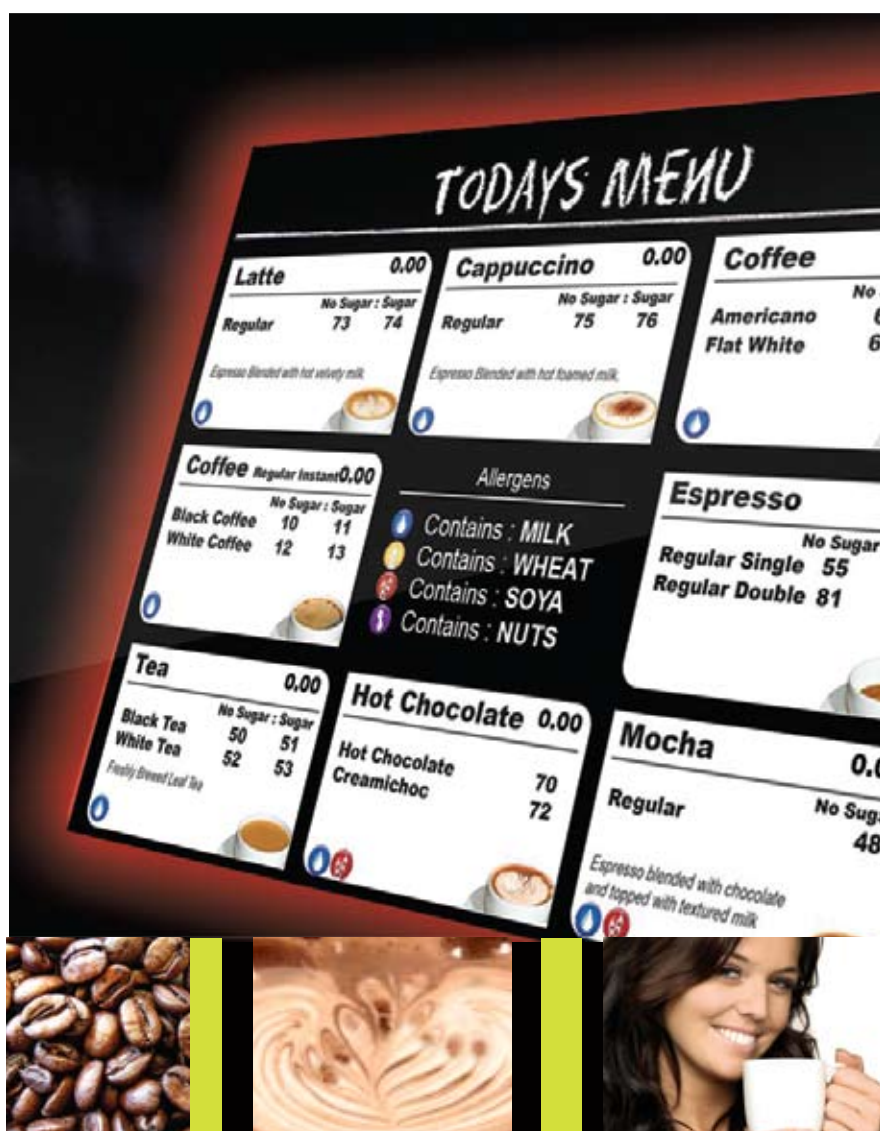 TODAYS MENU
Latte 0.00
No Sugar : Sugar
Regular 73 74
Espresso Blended with hot velvety milk
Cappuccino 0.00
No Sugar : Sugar
Regular 75 76
Espresso Blended with hot foamed milk
Coffee
No
Americano
Flat White
Coffee Regular Instant 0.00
No Sugar : Sugar
Black Coffee 10 11
White Coffee 12 13
Allergens
Contains : MILK
Contains : WHEAT
Contains : SOYA
Contains : NUTS
Espresso
No Sugar
Regular Single 55
Regular Double 81
Tea 0.00
No Sugar : Sugar
Black Tea 50 51
White Tea 52 53
Freshly Brewed Leaf Tea
Hot Chocolate 0.00
Hot Chocolate 70
Creamichoc 72
Mocha
No
Regular 48
Espresso blended with chocolate
and topped with textured milk